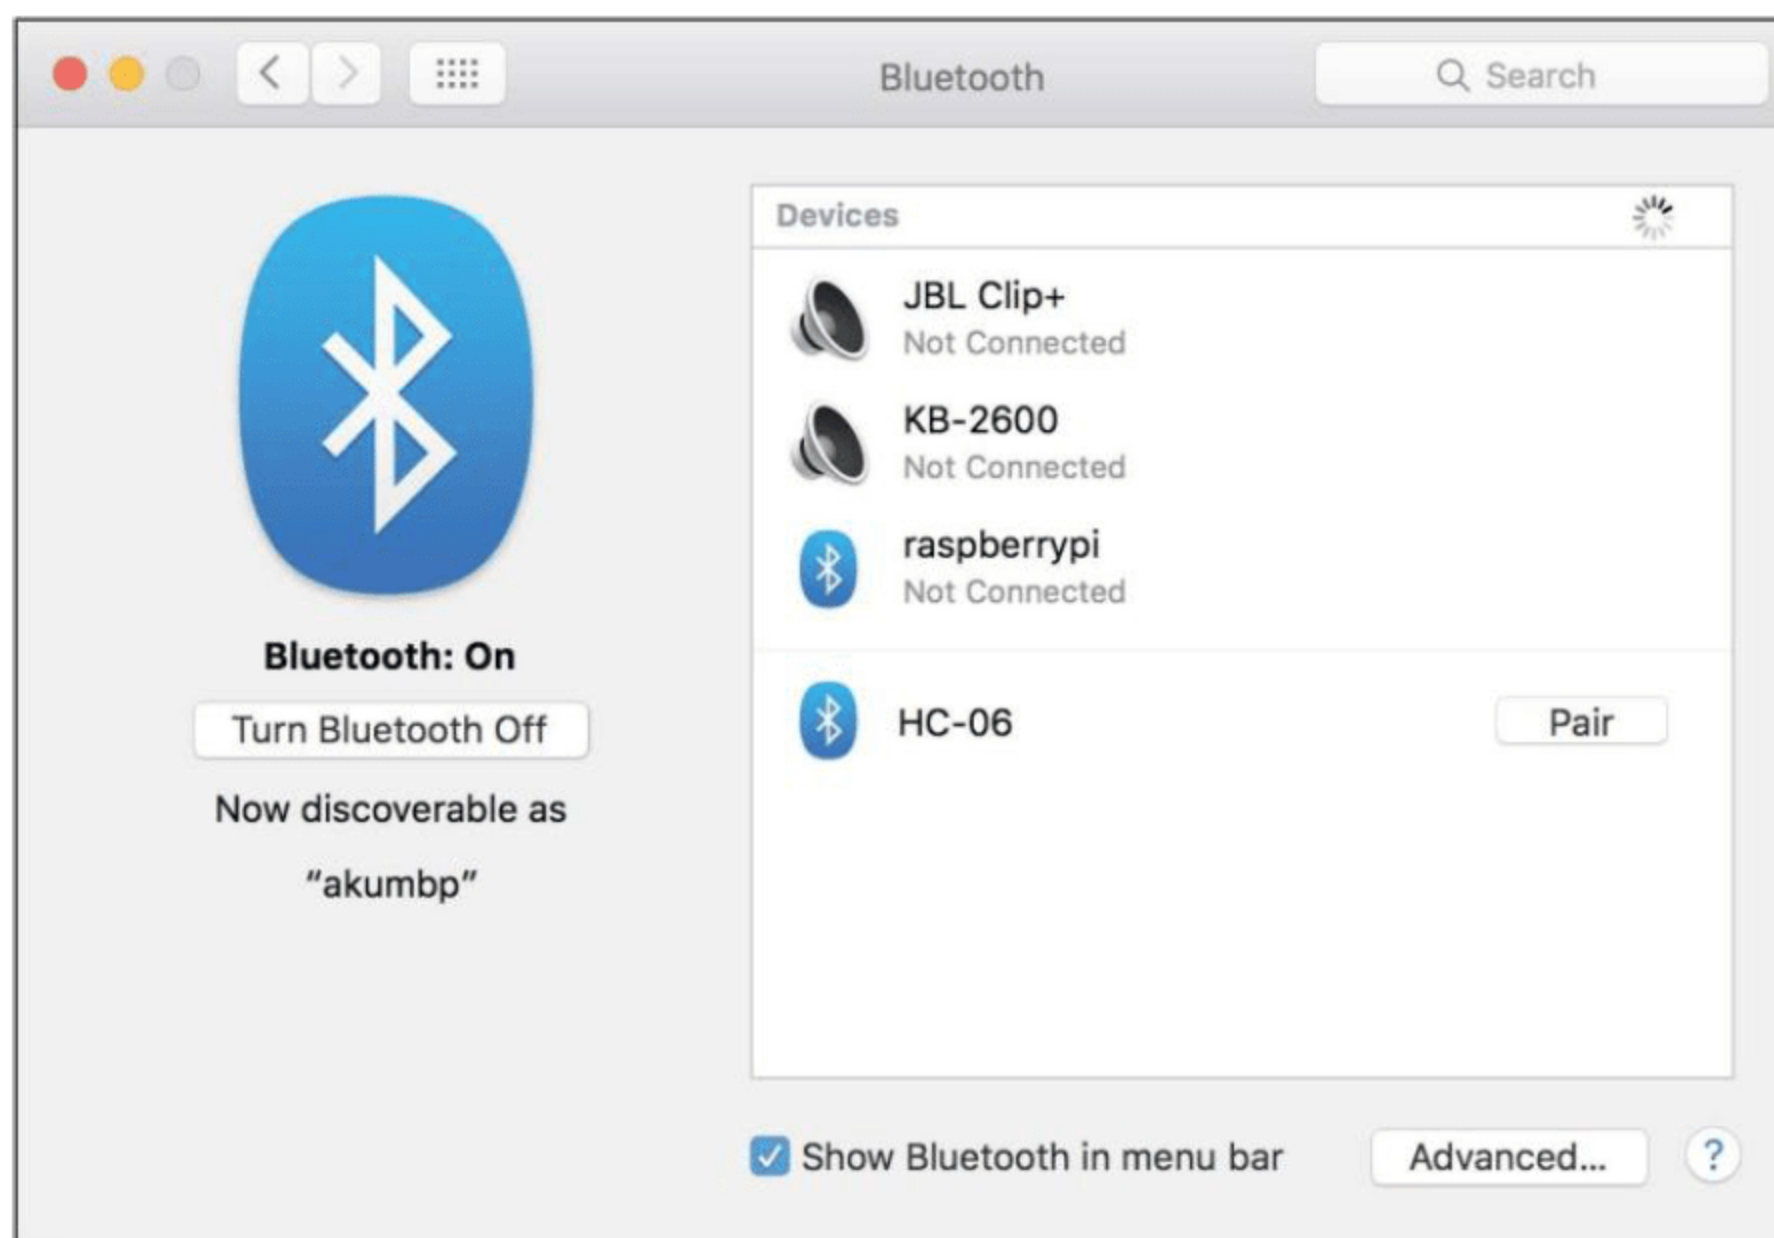 Bluetooth
Search
Bluetooth: On
Turn Bluetooth Off
Now discoverable as
“akumbp”
Devices
JBL Clip+
Not Connected
KB-2600
Not Connected
raspberrypi
Not Connected
HC-06
Pair
Show Bluetooth in menu bar
Advanced...
?